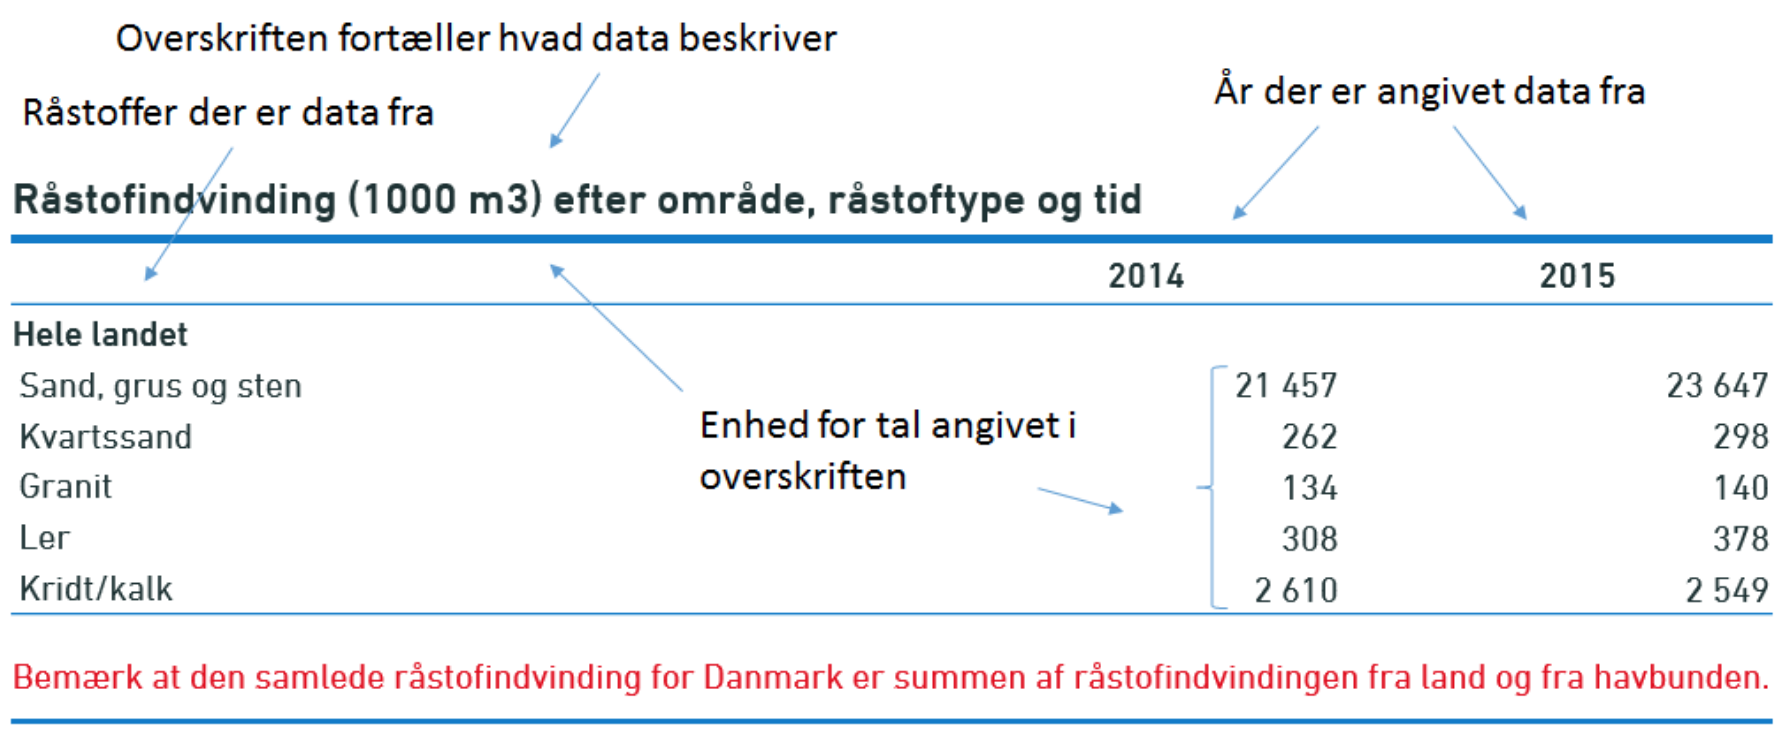 Overskriften fortæller hvad data beskriver
År der er angivet data fra
Råstoffer der er data fra
Råstofindvinding (1000 m3) efter område, råstoftype og tid
2014 2015
Hele landet
Sand, grus og sten 21 457 23 647
Kvartssand 262 298
Granit 134 140
Ler 308 378
Kridt/kalk 2 610 2 549
Enhed for tal angivet i
overskriften
Bemærk at den samlede råstofindvinding for Danmark er summen af råstofindvindingen fra land og fra havbunden.